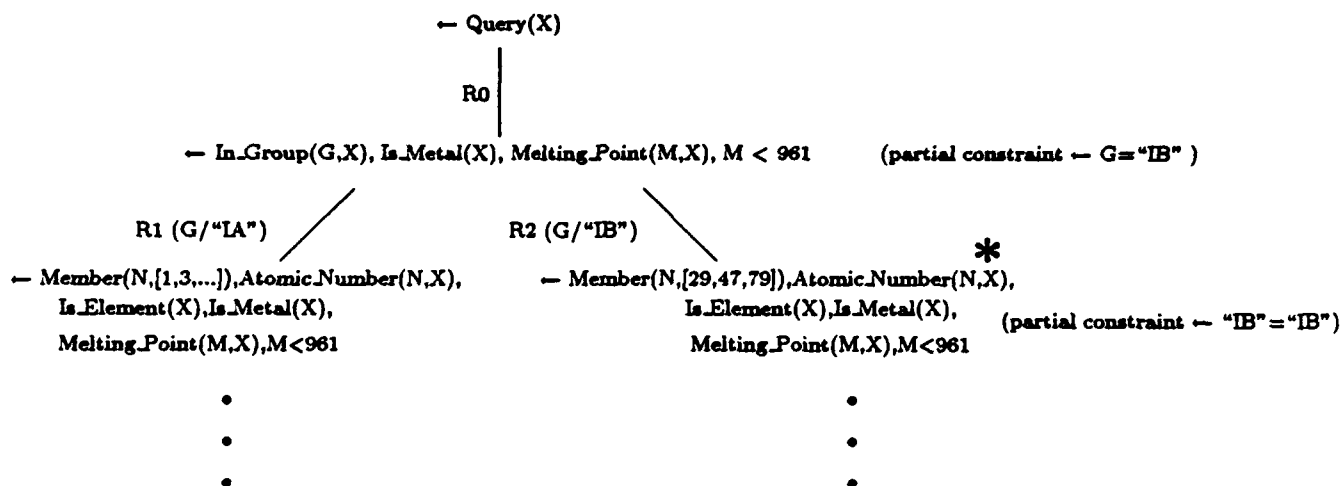 ← Query(X)
R0
← In_Group(G,X), Is_Metal(X), Melting_Point(M,X), M < 961 (partial constraint ← G="IB" )
R1 (G/"IA") R2 (G/"IB")
*
← Member(N,[1,3,...]),Atomic_Number(N,X), ← Member(N,[29,47,79]),Atomic_Number(N,X),
Is_Element(X),Is_Metal(X), Is_Element(X),Is_Metal(X), (partial constraint ← "IB"="IB")
Melting_Point(M,X),M<961 Melting_Point(M,X),M<961